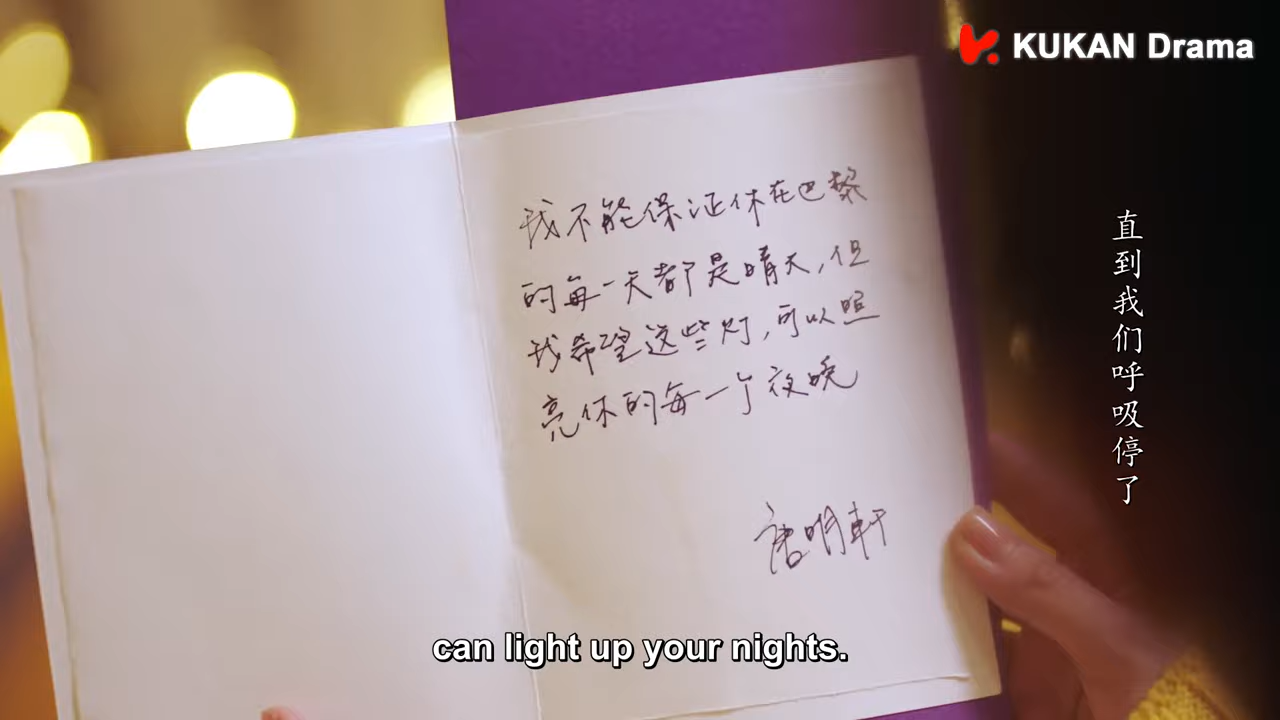 KUKAN Drama
我不能保证你在巴黎
的每一天都是晴天,但
我希望这些灯,可以照
亮你的每一个夜晚
唐明轩
直到我们呼吸停了
can light up your nights.